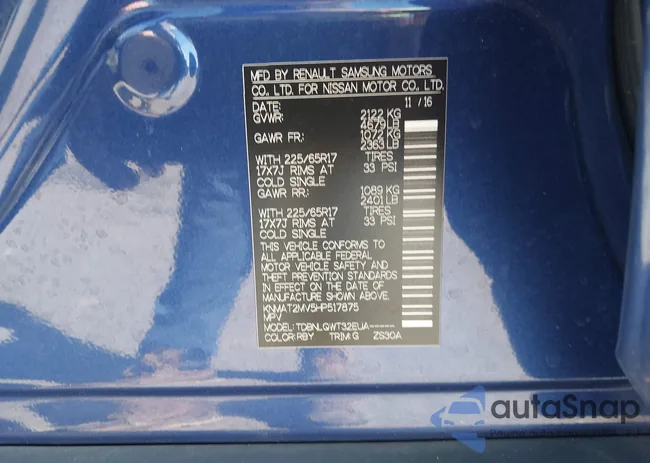 MFD BY RENAULT SAMSUNG MOTORS
CO., LTD. FOR NISSAN MOTOR CO., LTD.
DATE: 11 / 16
GVWR: 2122 KG
4679 LB
GAWR FR: 1072 KG
2363 LB
WITH 225/65R17 TIRES
17X7J RIMS AT 33 PSI
COLD SINGLE
GAWR RR: 1089 KG
2401 LB
WITH 225/65R17 TIRES
17X7J RIMS AT 33 PSI
COLD SINGLE
THIS VEHICLE CONFORMS TO
ALL APPLICABLE FEDERAL
MOTOR VEHICLE SAFETY AND
THEFT PREVENTION STANDARDS
IN EFFECT ON THE DATE OF
MANUFACTURE SHOWN ABOVE.
KNMAT2MV5HP517875
MPV
MODEL: TDBNLQWT32EUA-----
COLOR:RBY TRIM:G ZS30A
autaSnap